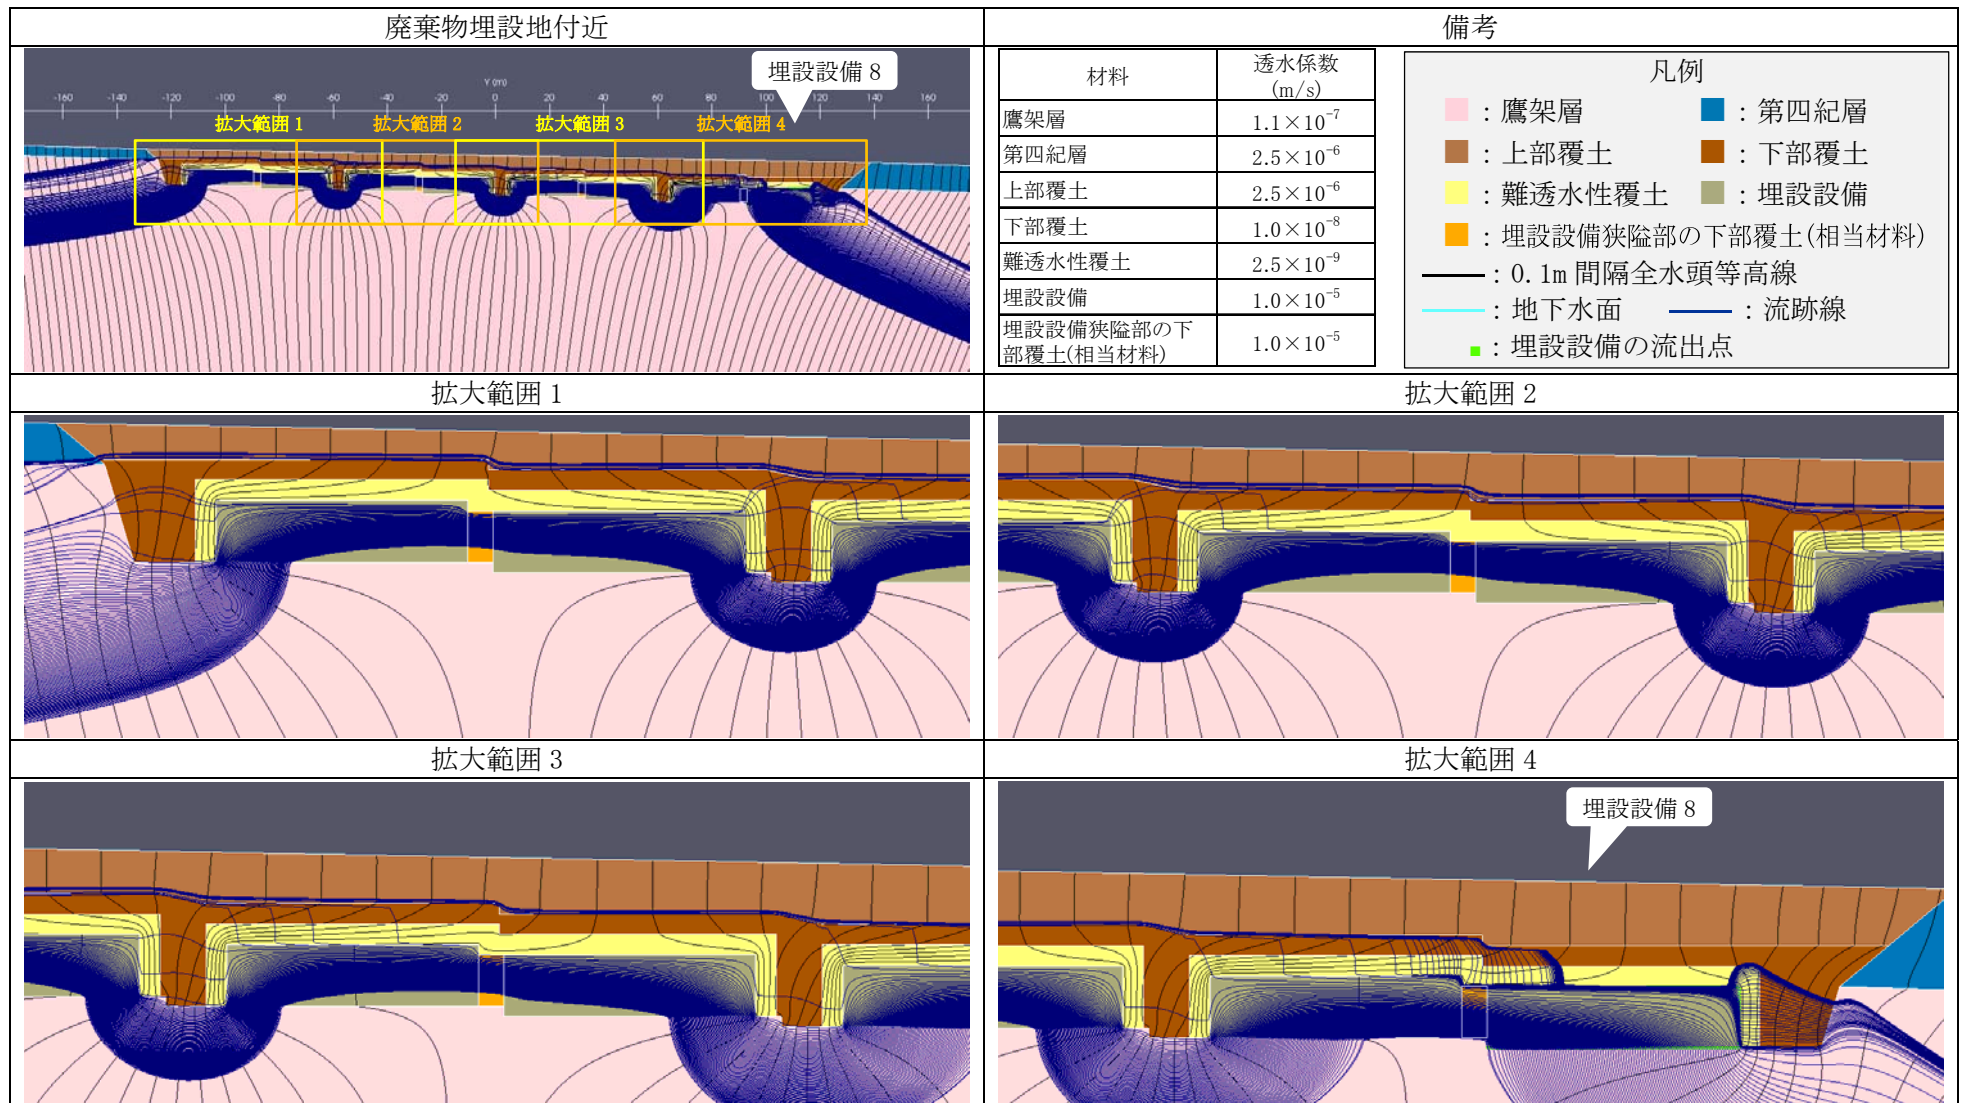 廃棄物埋設地付近
備考
埋設設備 8
Y (m)
-160 -140 -120 -100 -80 -60 -40 -20 0 20 40 60 80 100 120 140 160
拡大範囲 1 拡大範囲 2 拡大範囲 3 拡大範囲 4
材料 透水係数
(m/s)
鷹架層 1.1×10⁻⁷
第四紀層 2.5×10⁻⁶
上部覆土 2.5×10⁻⁶
下部覆土 1.0×10⁻⁸
難透水性覆土 2.5×10⁻⁹
埋設設備 1.0×10⁻⁵
埋設設備狭隘部の下
部覆土(相当材料) 1.0×10⁻⁵
凡例
：鷹架層 ：第四紀層
：上部覆土 ：下部覆土
：難透水性覆土 ：埋設設備
：埋設設備狭隘部の下部覆土(相当材料)
：0.1m 間隔全水頭等高線
：地下水面 ：流跡線
：埋設設備の流出点
拡大範囲 1
拡大範囲 2
拡大範囲 3
拡大範囲 4
埋設設備 8